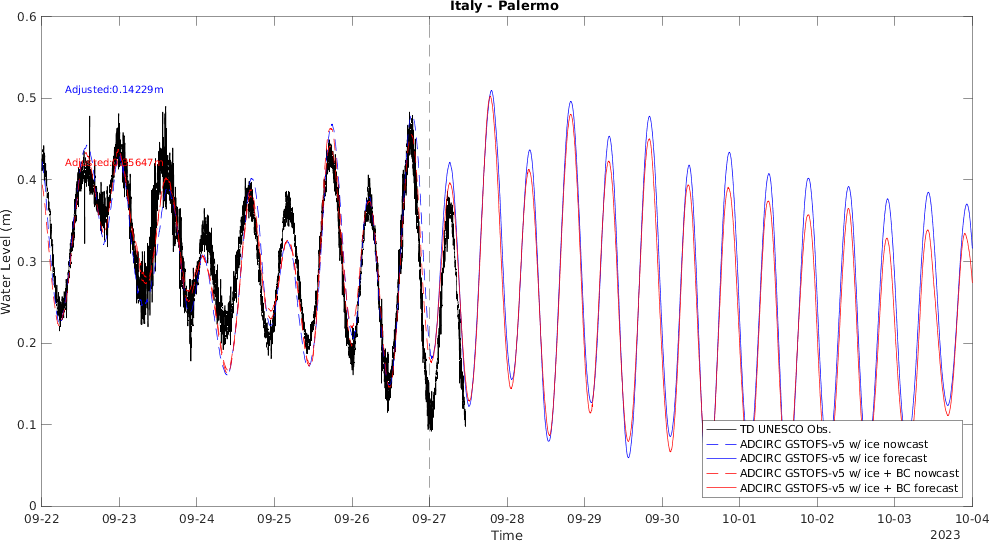 Italy - Palermo
0.6
0.5
0.4
0.3
0.2
0.1
0
Water Level (m)
Adjusted:0.14229m
TD UNESCO Obs.
ADCIRC GSTOFS-v5 w/ ice nowcast
ADCIRC GSTOFS-v5 w/ ice forecast
ADCIRC GSTOFS-v5 w/ ice + BC nowcast
ADCIRC GSTOFS-v5 w/ ice + BC forecast
09-22 09-23 09-24 09-25 09-26 09-27 09-28 09-29 09-30 10-01 10-02 10-03 10-04
Time
2023